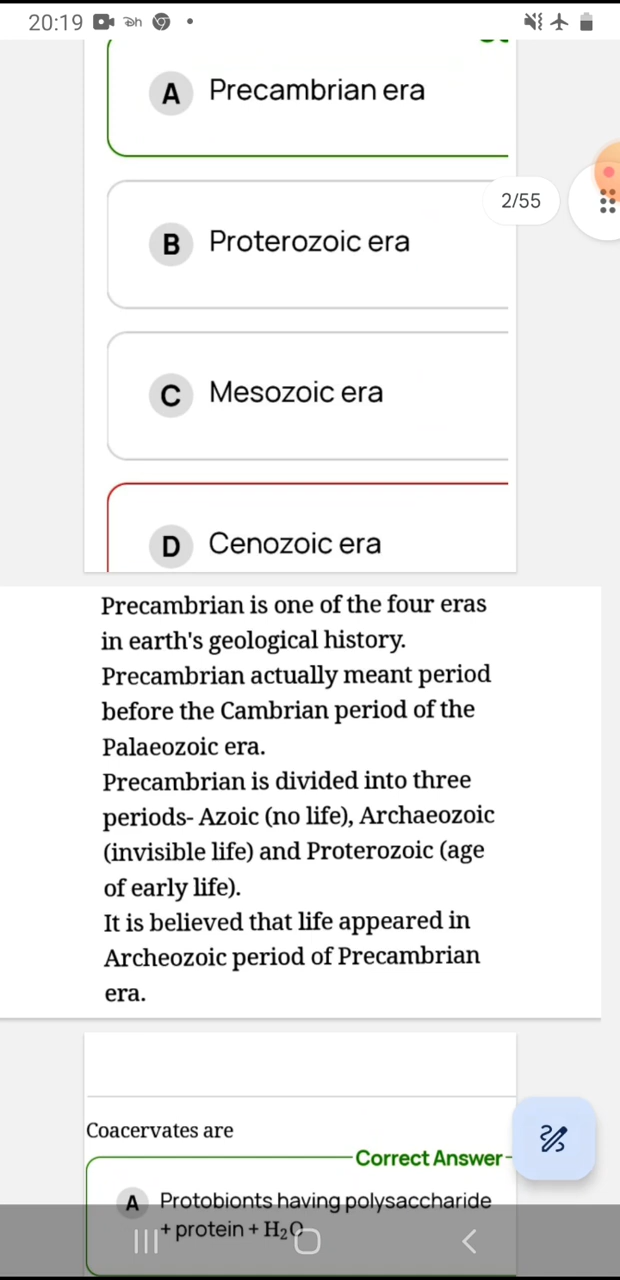 20:19
A Precambrian era
2/55
B Proterozoic era
C Mesozoic era
D Cenozoic era
Precambrian is one of the four eras
in earth's geological history.
Precambrian actually meant period
before the Cambrian period of the
Palaeozoic era.
Precambrian is divided into three
periods- Azoic (no life), Archaeozoic
(invisible life) and Proterozoic (age
of early life).
It is believed that life appeared in
Archeozoic period of Precambrian
era.
Coacervates are
Correct Answer
A Protobionts having polysaccharide
+ protein + H₂O